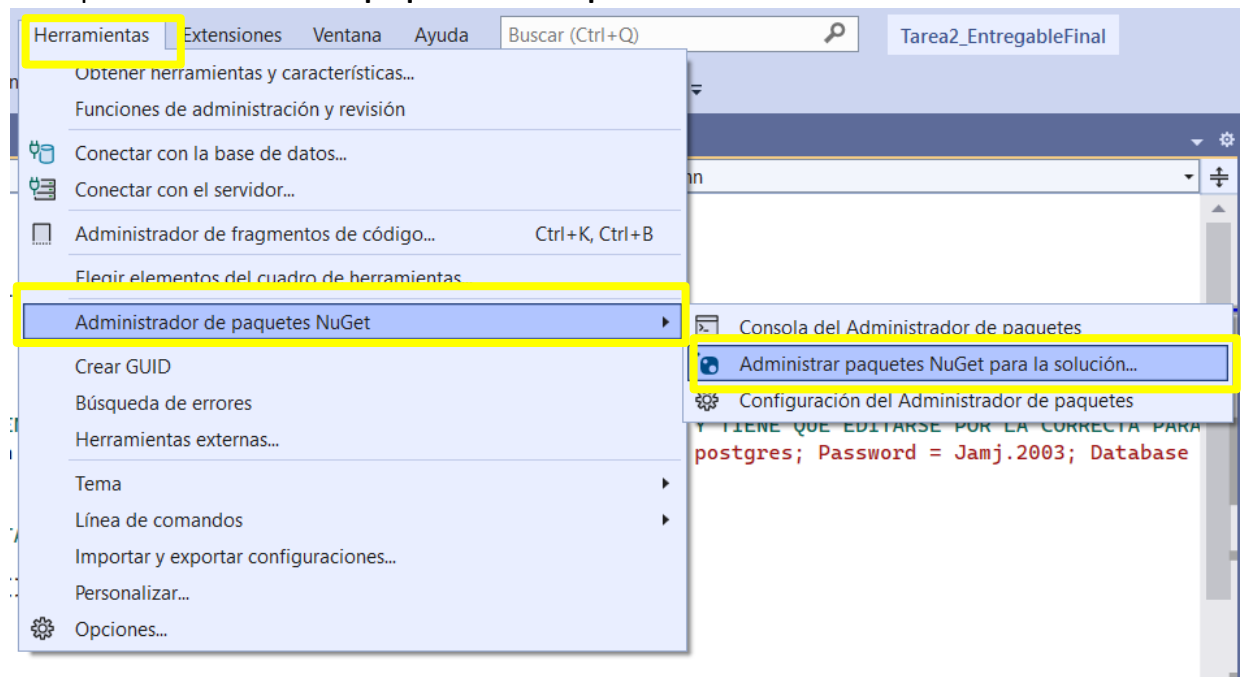 Herramientas Extensiones Ventana Ayuda Buscar (Ctrl+Q) Tarea2_EntregableFinal
Obtener herramientas y características...
Funciones de administración y revisión
Conectar con la base de datos...
Conectar con el servidor...
Administrador de fragmentos de código... Ctrl+K, Ctrl+B
Elegir elementos del cuadro de herramientas
Administrador de paquetes NuGet
Consola del Administrador de paquetes
Administrar paquetes NuGet para la solución...
Configuración del Administrador de paquetes
Crear GUID
Búsqueda de errores
Herramientas externas...
Tema
Línea de comandos
Importar y exportar configuraciones...
Personalizar...
Opciones...
Y TIENE QUE EDITARSE POR LA CORRECTA PARA
postgres; Password = Jamj.2003; Database